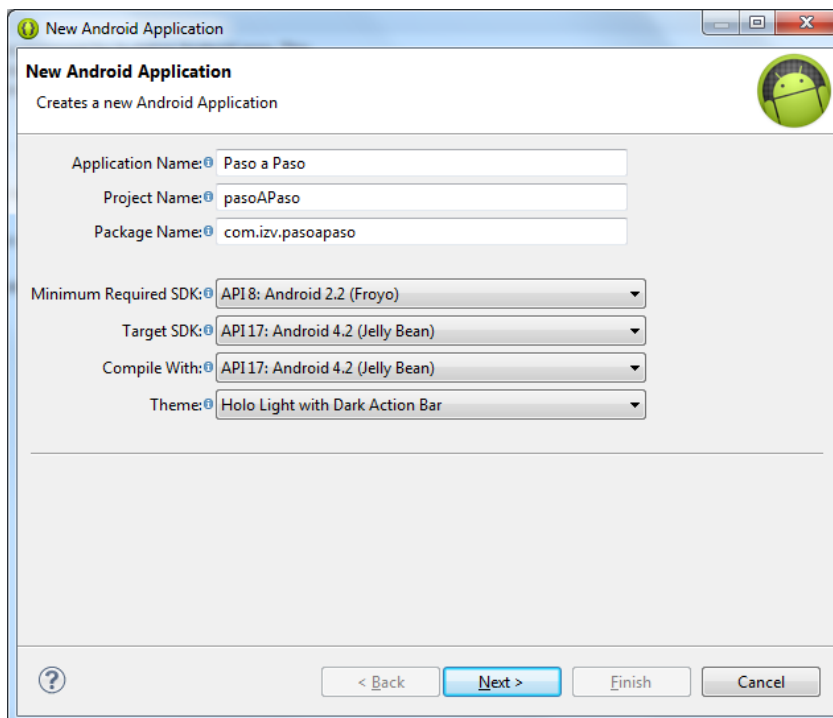 New Android Application
New Android Application
Creates a new Android Application
Application Name: Paso a Paso
Project Name: pasoAPaso
Package Name: com.izv.pasoapaso
Minimum Required SDK: API 8: Android 2.2 (Froyo)
Target SDK: API 17: Android 4.2 (Jelly Bean)
Compile With: API 17: Android 4.2 (Jelly Bean)
Theme: Holo Light with Dark Action Bar
? < Back Next > Finish Cancel